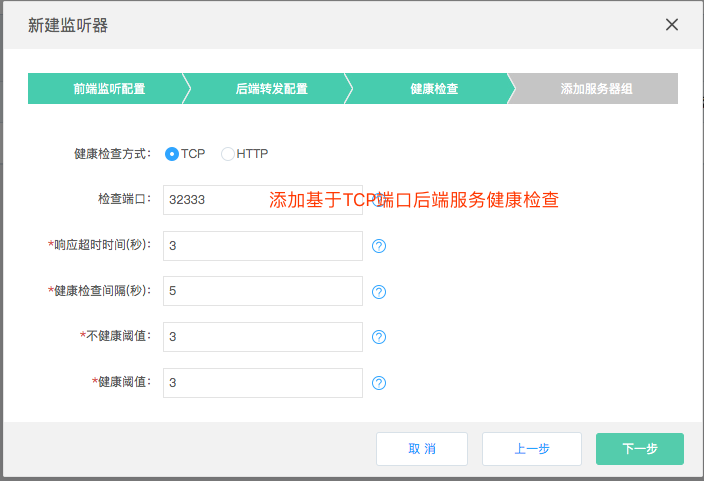 新建监听器
前端监听配置
后端转发配置
健康检查
添加服务器组
健康检查方式: TCP HTTP
检查端口: 32333 添加基于TCP端口后端服务健康检查
*响应超时时间(秒): 3 ?
*健康检查间隔(秒): 5 ?
*不健康阈值: 3 ?
*健康阈值: 3 ?
取 消
上一步
下一步